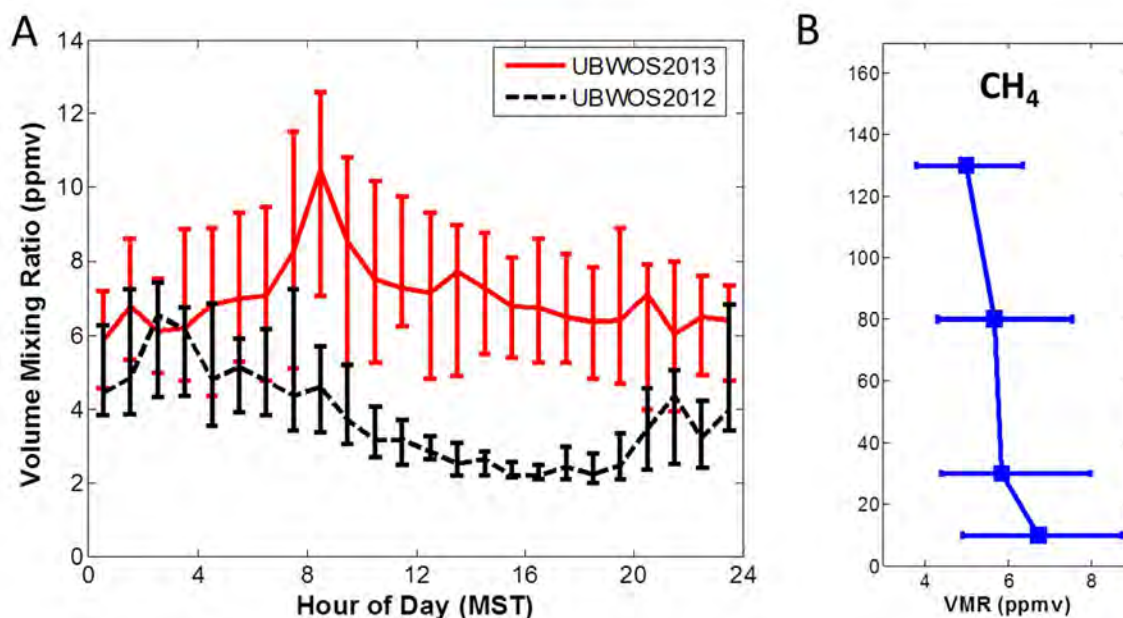 A
14
12
10
8
6
4
2
0
Volume Mixing Ratio (ppmv)
UBWOS2013
UBWOS2012
0 4 8 12 16 20 24
Hour of Day (MST)
B
CH₄
160
140
120
100
80
60
40
20
0
4 6 8
VMR (ppmv)